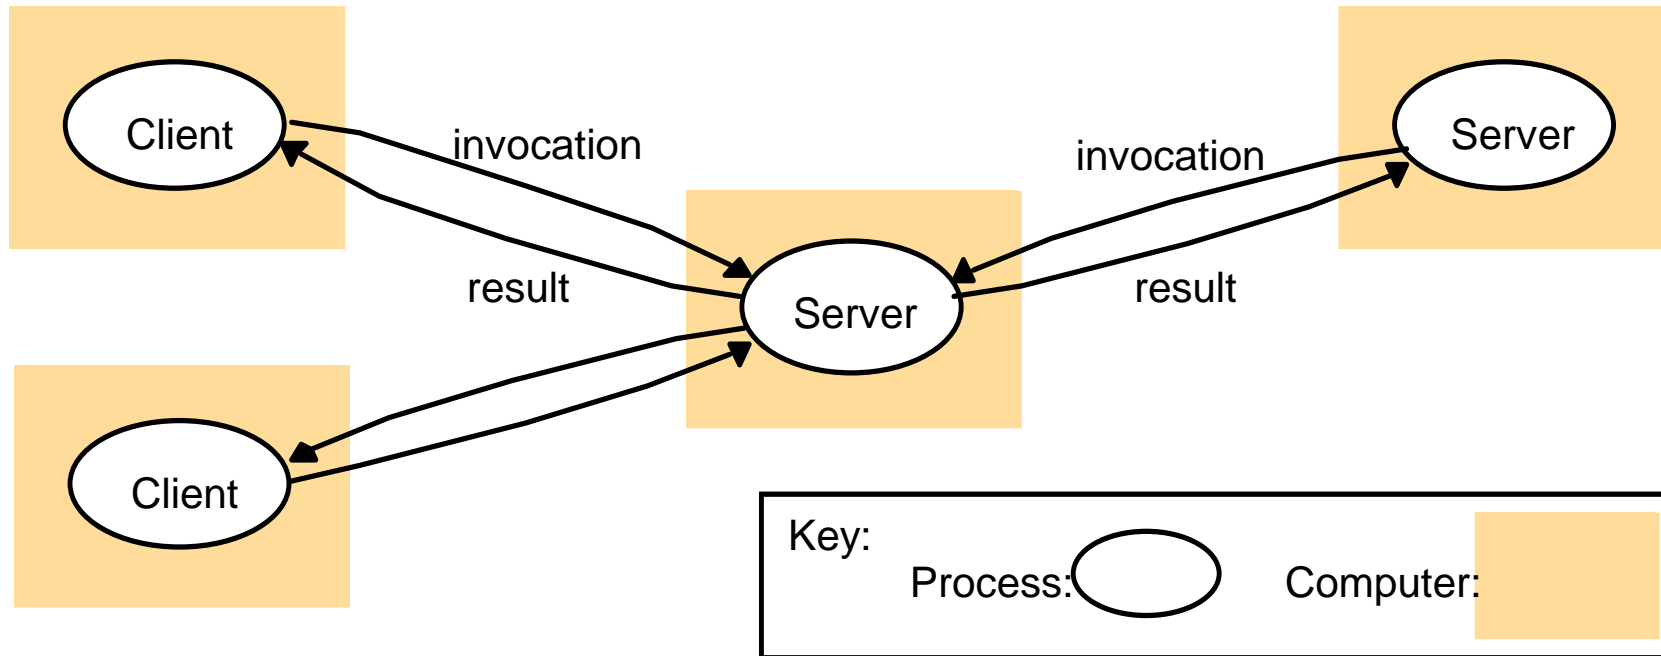 Client
invocation
result
Server
invocation
result
Server
Client
Key:
Process:
Computer: